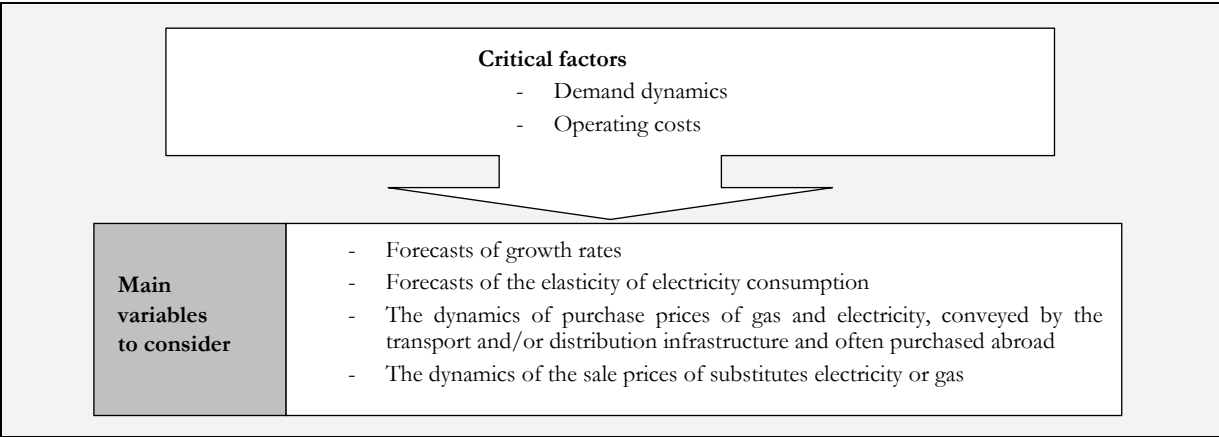 Critical factors
- Demand dynamics
- Operating costs
Main
variables
to consider
- Forecasts of growth rates
- Forecasts of the elasticity of electricity consumption
- The dynamics of purchase prices of gas and electricity, conveyed by the
transport and/or distribution infrastructure and often purchased abroad
- The dynamics of the sale prices of substitutes electricity or gas